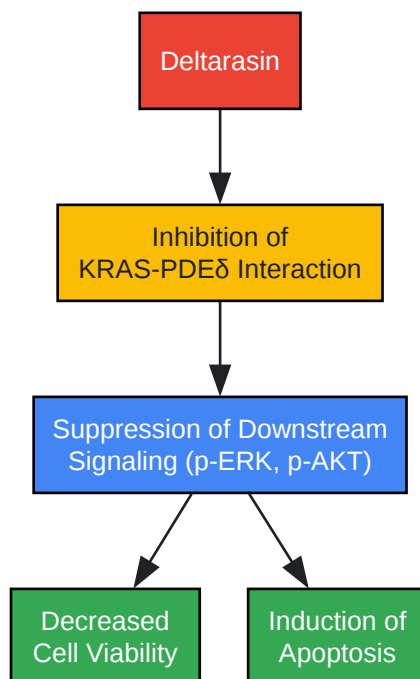 Deltarasin
Inhibition of
KRAS-PDEδ Interaction
Suppression of Downstream
Signaling (p-ERK, p-AKT)
Decreased
Cell Viability
Induction of
Apoptosis